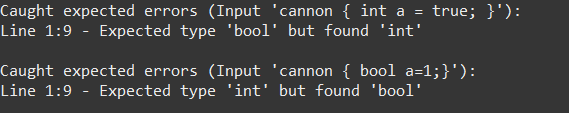 Caught expected errors (Input 'cannon { int a = true; }'):
Line 1:9 - Expected type 'bool' but found 'int'
Caught expected errors (Input 'cannon { bool a=1;}'):
Line 1:9 - Expected type 'int' but found 'bool'